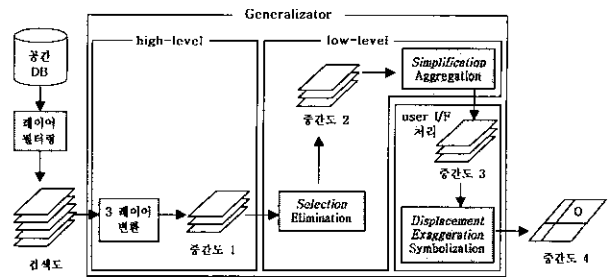 Generalizator
high-level
low-level
공간
DB
레이어
필터링
검색도
3 레이어
변환
중간도 1
Selection
Elimination
중간도 2
Simplification
Aggregation
user I/F
처리
중간도 3
Displacement
Exaggeration
Symbolization
중간도 4